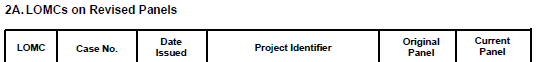 2A. LOMCs on Revised Panels
LOMC Case No. Date Issued Project Identifier Original Panel Current Panel